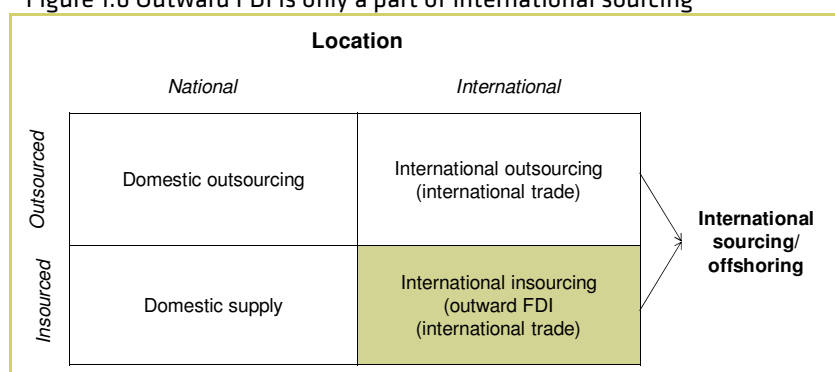 Figure 1.6 Outward FDI is only a part of international sourcing
Location
National
International
Outsourced
Domestic outsourcing
International outsourcing
(international trade)
International
sourcing/
offshoring
Insourced
Domestic supply
International insourcing
(outward FDI
(international trade)